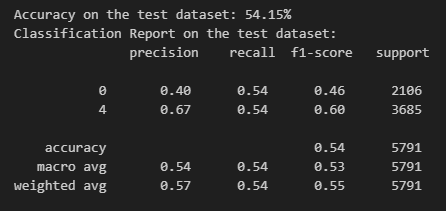 Accuracy on the test dataset: 54.15%
Classification Report on the test dataset:
precision recall f1-score support
0 0.40 0.54 0.46 2106
4 0.67 0.54 0.60 3685
accuracy 0.54 5791
macro avg 0.54 0.54 0.53 5791
weighted avg 0.57 0.54 0.55 5791